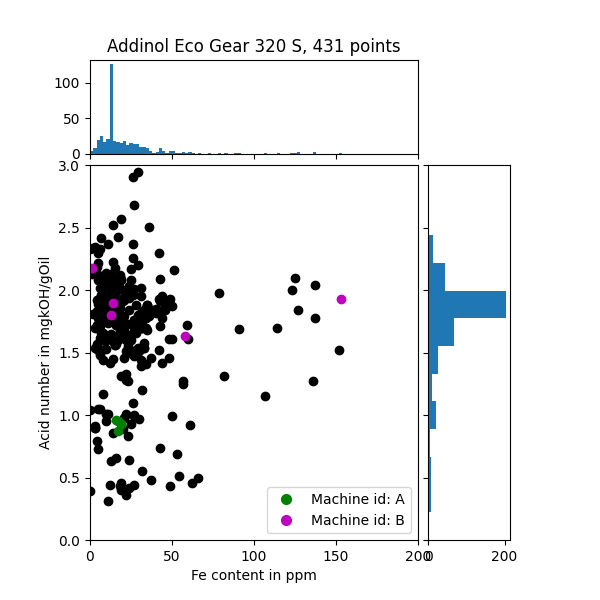 Addinol Eco Gear 320 S, 431 points
100
50
0
3.0
2.5
2.0
1.5
1.0
0.5
0.0
Acid number in mgkOH/gOil
Machine id: A
Machine id: B
0 50 100 150 200
0 200
Fe content in ppm